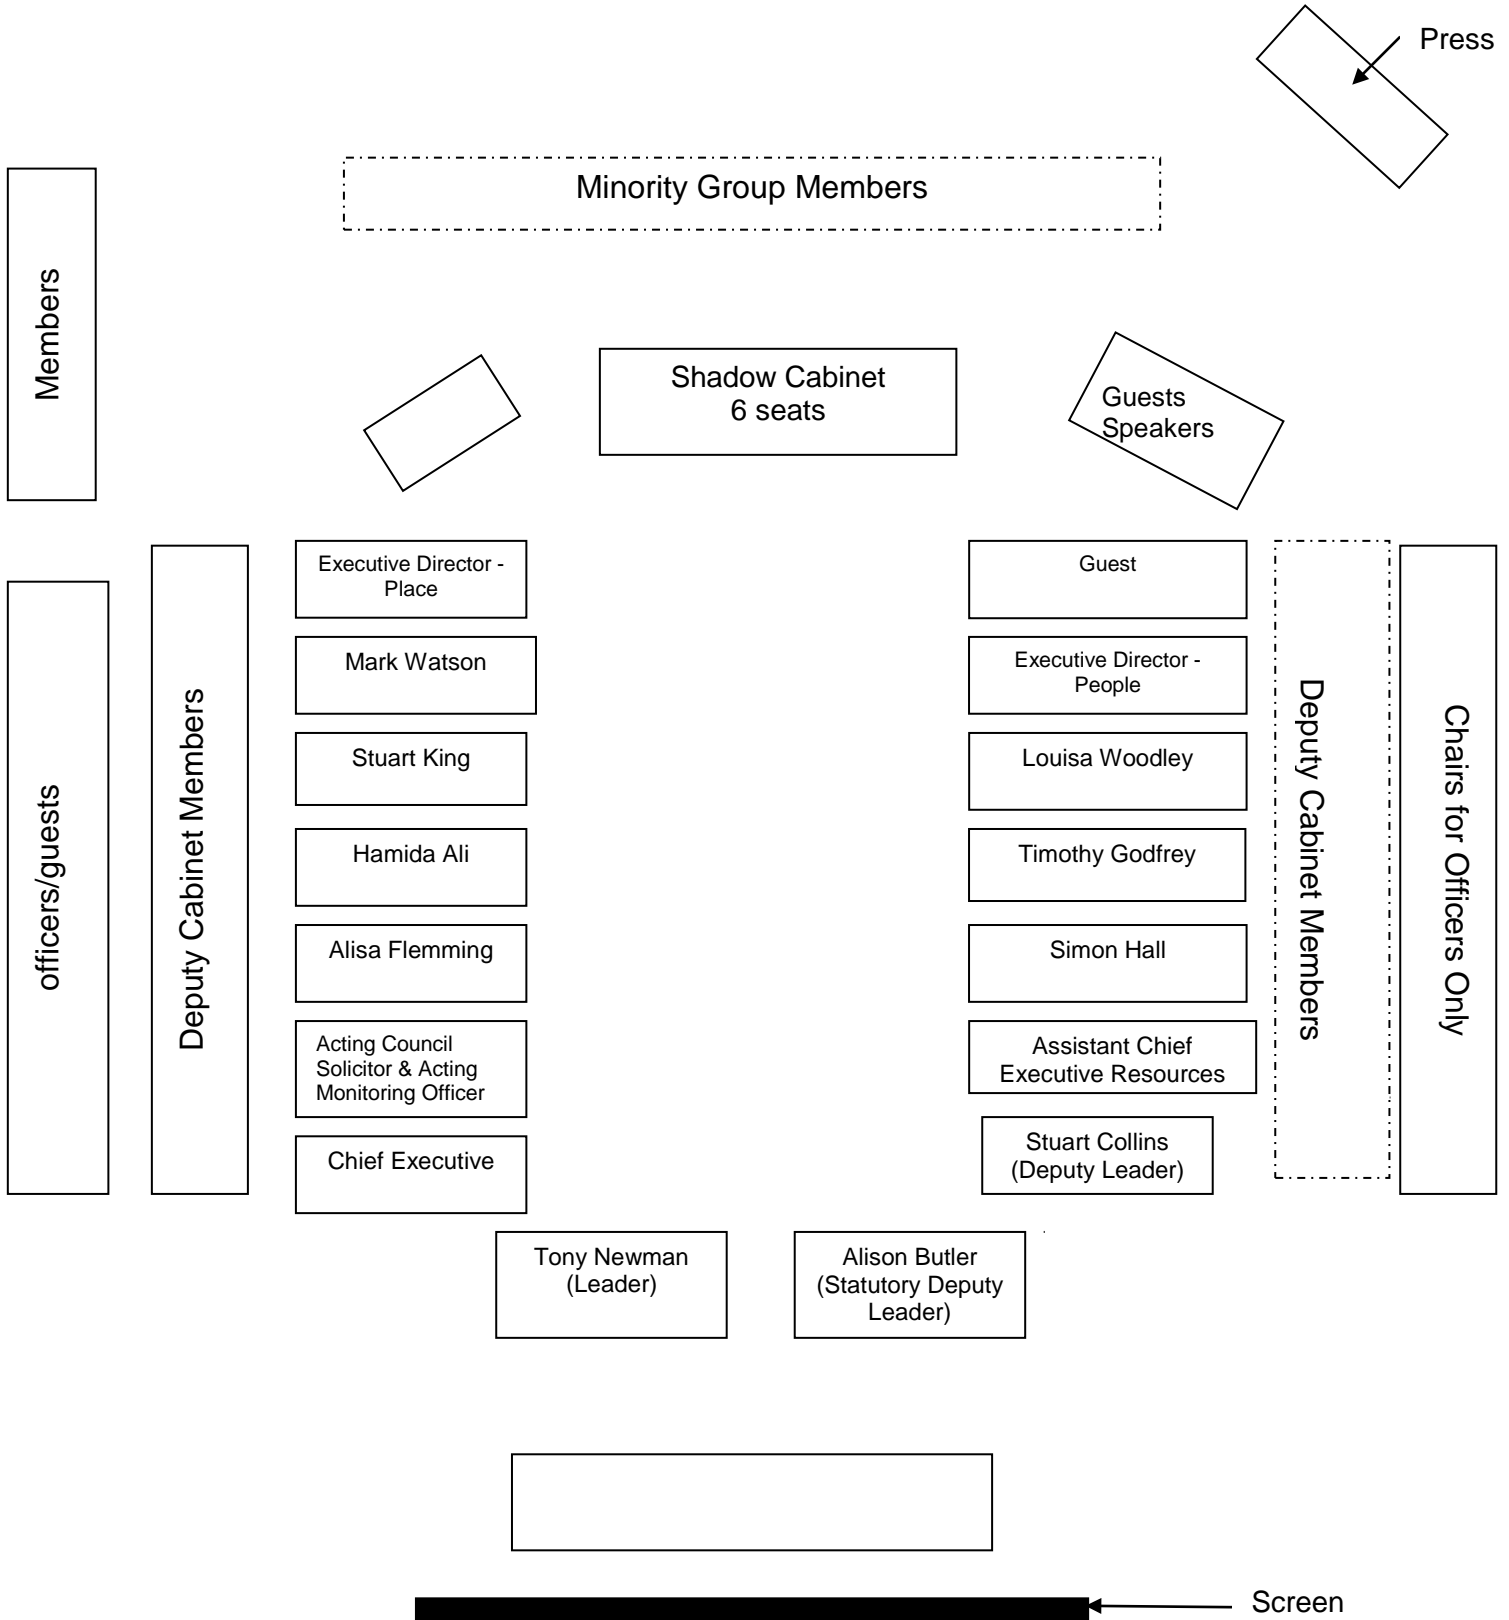 Press
Minority Group Members
Members
Shadow Cabinet
6 seats
Guests
Speakers
officers/guests
Deputy Cabinet Members
Executive Director -
Place
Mark Watson
Stuart King
Hamida Ali
Alisa Flemming
Acting Council
Solicitor & Acting
Monitoring Officer
Chief Executive
Guest
Executive Director -
People
Louisa Woodley
Timothy Godfrey
Simon Hall
Assistant Chief
Executive Resources
Stuart Collins
(Deputy Leader)
Deputy Cabinet Members
Chairs for Officers Only
Tony Newman
(Leader)
Alison Butler
(Statutory Deputy
Leader)
Screen